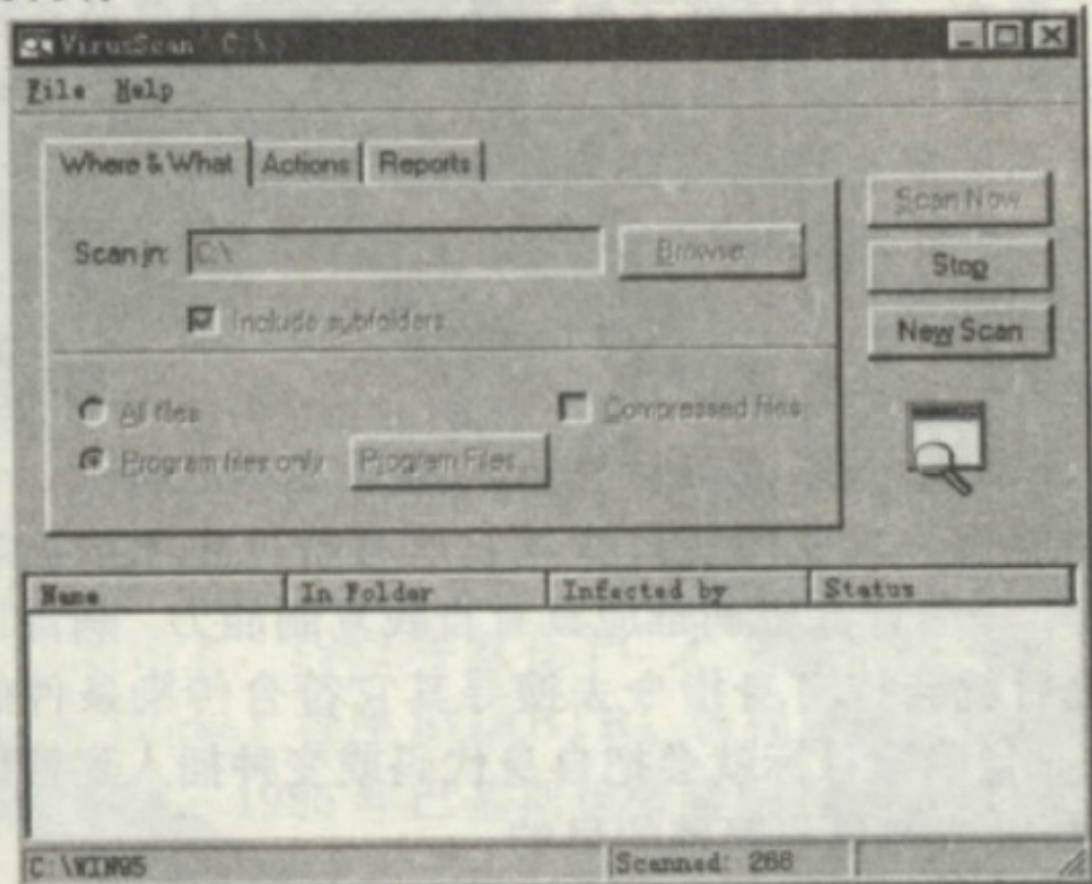 VirusScan C:\
File Help
Where & What Actions Reports
Scan in: C:\ Browse...
Include subfolders
All files Compressed files
Program files only Program Files...
Scan Now
Stop
New Scan
Name In Folder Infected by Status
C:\WIN95 Scanned: 268